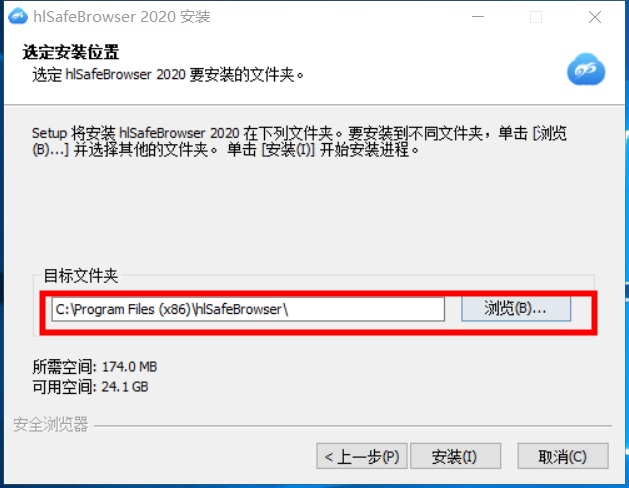 hlSafeBrowser 2020 安装
选定安装位置
选定 hlSafeBrowser 2020 要安装的文件夹。
Setup 将安装 hlSafeBrowser 2020 在下列文件夹。要安装到不同文件夹，单击 [浏览
(B)...] 并选择其他的文件夹。 单击 [安装(I)] 开始安装进程。
目标文件夹
C:\Program Files (x86)\hlSafeBrowser\
浏览(B)...
所需空间: 174.0 MB
可用空间: 24.1 GB
安全浏览器
< 上一步(P)
安装(I)
取消(C)